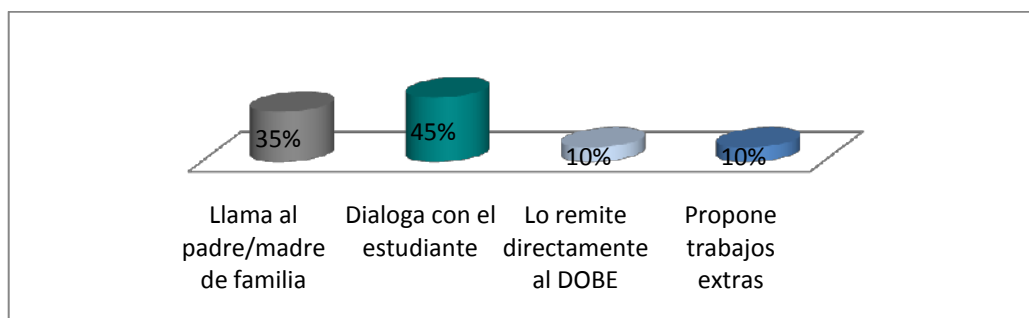 35%
45%
10%
10%
Llama al
padre/madre
de familia
Dialoga con el
estudiante
Lo remite
directamente
al DOBE
Propone
trabajos
extras